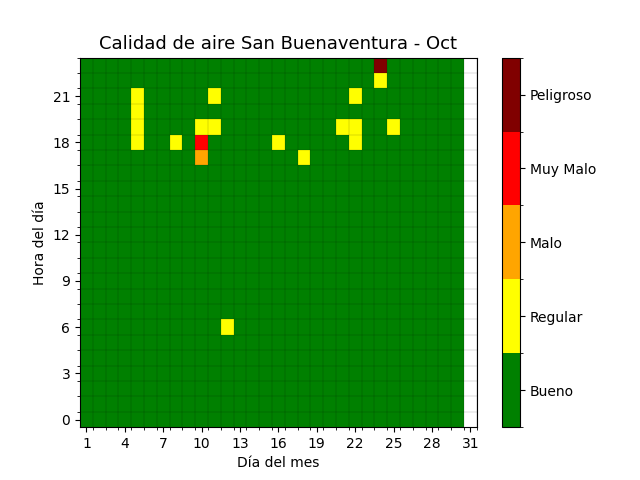 Calidad de aire San Buenaventura - Oct
Hora del día
21
18
15
12
9
6
3
0
1 4 7 10 13 16 19 22 25 28 31
Día del mes
Peligroso
Muy Malo
Malo
Regular
Bueno